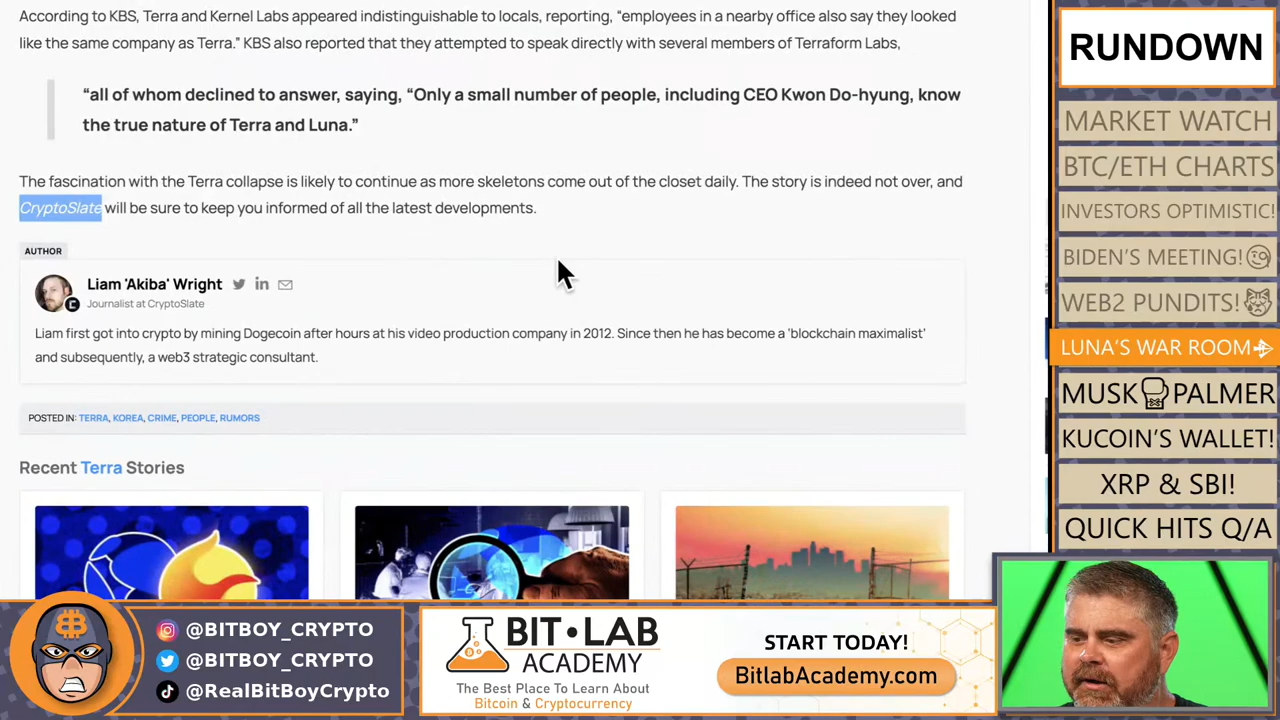 According to KBS, Terra and Kernel Labs appeared indistinguishable to locals, reporting, “employees in a nearby office also say they looked
like the same company as Terra.” KBS also reported that they attempted to speak directly with several members of Terraform Labs,
“all of whom declined to answer, saying, “Only a small number of people, including CEO Kwon Do-hyung, know
the true nature of Terra and Luna.”
The fascination with the Terra collapse is likely to continue as more skeletons come out of the closet daily. The story is indeed not over, and
CryptoSlate will be sure to keep you informed of all the latest developments.
AUTHOR
Liam 'Akiba' Wright
Journalist at CryptoSlate
Liam first got into crypto by mining Dogecoin after hours at his video production company in 2012. Since then he has become a ‘blockchain maximalist’
and subsequently, a web3 strategic consultant.
POSTED IN: TERRA, KOREA, CRIME, PEOPLE, RUMORS
Recent Terra Stories
RUNDOWN
MARKET WATCH
BTC/ETH CHARTS
INVESTORS OPTIMISTIC!
BIDEN'S MEETING!
WEB2 PUNDITS!
LUNA'S WAR ROOM
MUSK PALMER
KUCOIN'S WALLET!
XRP & SBI!
QUICK HITS Q/A
@BITBOY_CRYPTO
@BITBOY_CRYPTO
@RealBitBoyCrypto
BIT•LAB
ACADEMY
The Best Place To Learn About
Bitcoin & Cryptocurrency
START TODAY!
BitlabAcademy.com